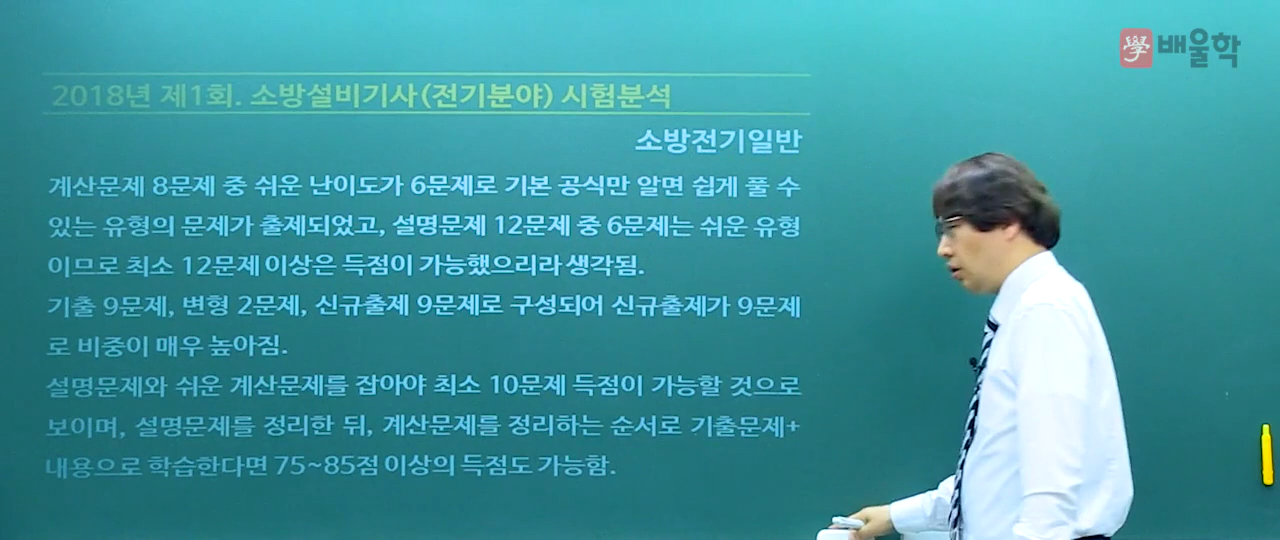 學 배울학
2018년 제1회. 소방설비기사(전기분야) 시험분석
소방전기일반
계산문제 8문제 중 쉬운 난이도가 6문제로 기본 공식만 알면 쉽게 풀 수
있는 유형의 문제가 출제되었고, 설명문제 12문제 중 6문제는 쉬운 유형
이므로 최소 12문제 이상은 득점이 가능했으리라 생각됨.
기출 9문제, 변형 2문제, 신규출제 9문제로 구성되어 신규출제가 9문제
로 비중이 매우 높아짐.
설명문제와 쉬운 계산문제를 잡아야 최소 10문제 득점이 가능할 것으로
보이며, 설명문제를 정리한 뒤, 계산문제를 정리하는 순서로 기출문제+
내용으로 학습한다면 75~85점 이상의 득점도 가능함.